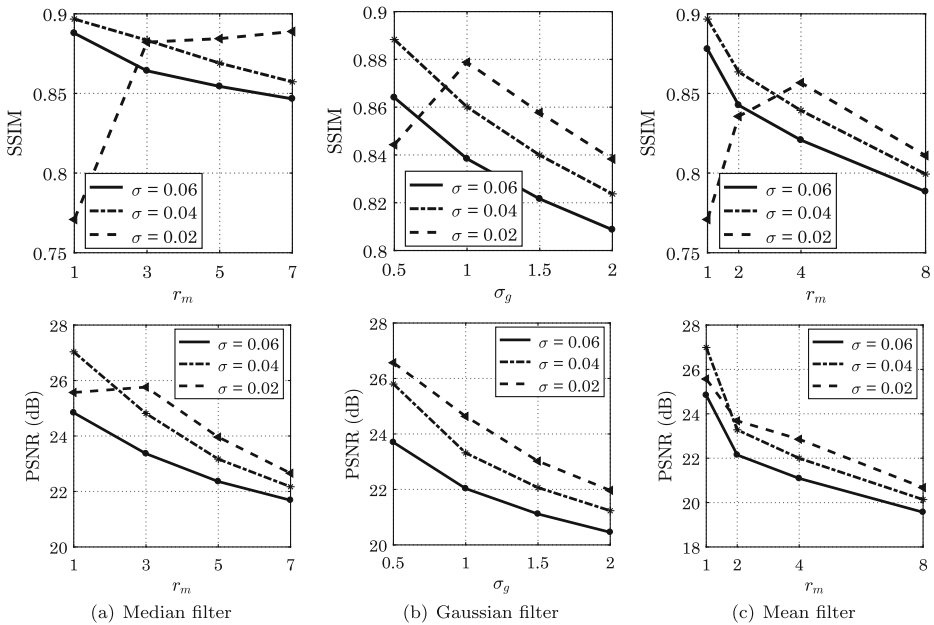 0.9
0.85
0.8
0.75
SSIM
σ = 0.06
σ = 0.04
σ = 0.02
1 3 5 7
r_m
0.9
0.88
0.86
0.84
0.82
0.8
SSIM
σ = 0.06
σ = 0.04
σ = 0.02
0.5 1 1.5 2
σ_g
0.9
0.85
0.8
0.75
SSIM
σ = 0.06
σ = 0.04
σ = 0.02
1 2 4 8
r_m
28
26
24
22
20
PSNR (dB)
σ = 0.06
σ = 0.04
σ = 0.02
1 3 5 7
r_m
28
26
24
22
20
PSNR (dB)
σ = 0.06
σ = 0.04
σ = 0.02
0.5 1 1.5 2
σ_g
28
26
24
22
20
18
PSNR (dB)
σ = 0.06
σ = 0.04
σ = 0.02
1 2 4 8
r_m
(a) Median filter
(b) Gaussian filter
(c) Mean filter